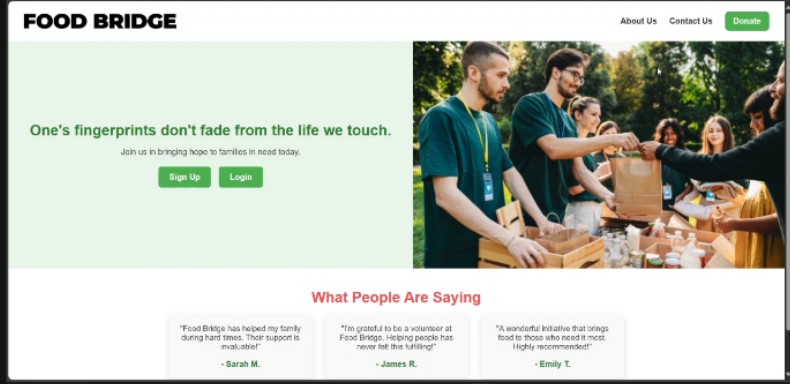 FOOD BRIDGE
About Us Contact Us Donate
One's fingerprints don't fade from the life we touch.
Join us in bringing hope to families in need today.
Sign Up Login
What People Are Saying
"Food Bridge has helped my family
during hard times. Their support is
invaluable!"
- Sarah M.
"I'm grateful to be a volunteer at
Food Bridge. Helping people has
never felt this fulfilling!"
- James R.
"A wonderful initiative that brings
food to those who need it most.
Highly recommended!"
- Emily T.